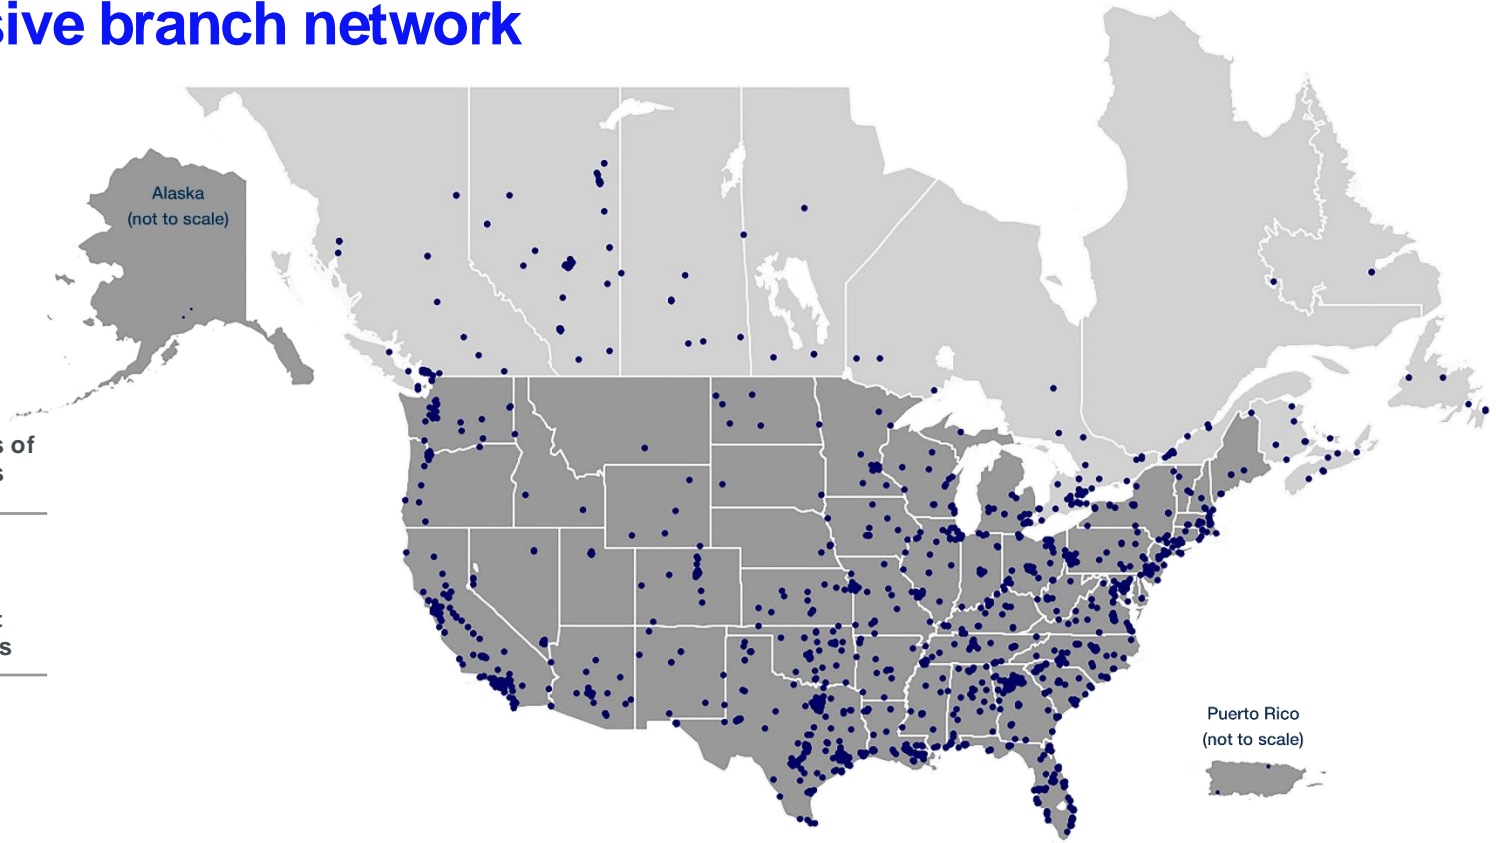 sive branch network
Alaska
(not to scale)
s of
s
t
s
Puerto Rico
(not to scale)